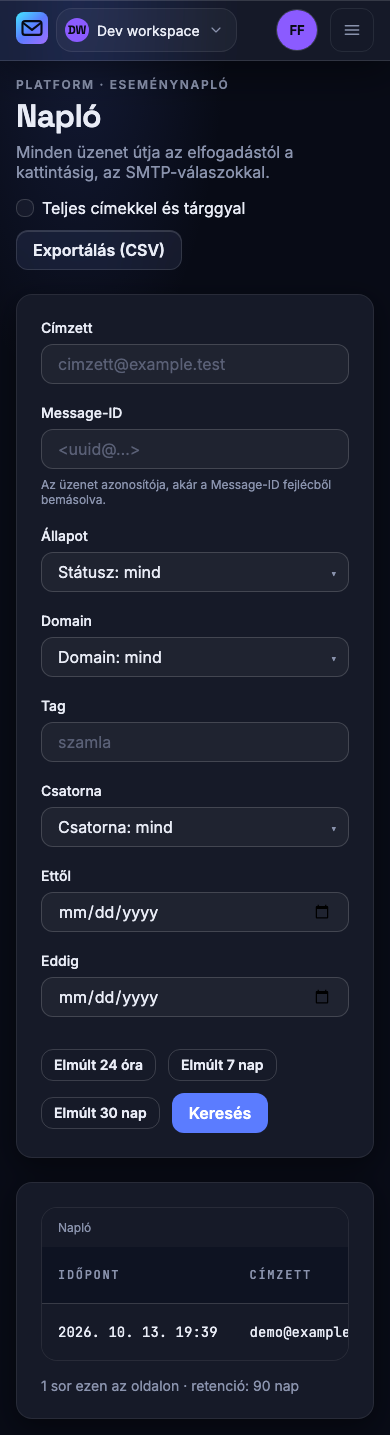 DW Dev workspace FF
PLATFORM · ESEMÉNYNAPLÓ
Napló
Minden üzenet útja az elfogadástól a
kattintásig, az SMTP-válaszokkal.
Teljes címekkel és tárggyal
Exportálás (CSV)
Címzett
cimzett@example.test
Message-ID
<uuid@…>
Az üzenet azonosítója, akár a Message-ID fejlécből
bemásolva.
Állapot
Státusz: mind
Domain
Domain: mind
Tag
szamla
Csatorna
Csatorna: mind
Ettől
mm/dd/yyyy
Eddig
mm/dd/yyyy
Elmúlt 24 óra Elmúlt 7 nap
Elmúlt 30 nap Keresés
Napló
IDŐPONT CÍMZETT
2026. 10. 13. 19:39 demo@example
1 sor ezen az oldalon · retenció: 90 nap